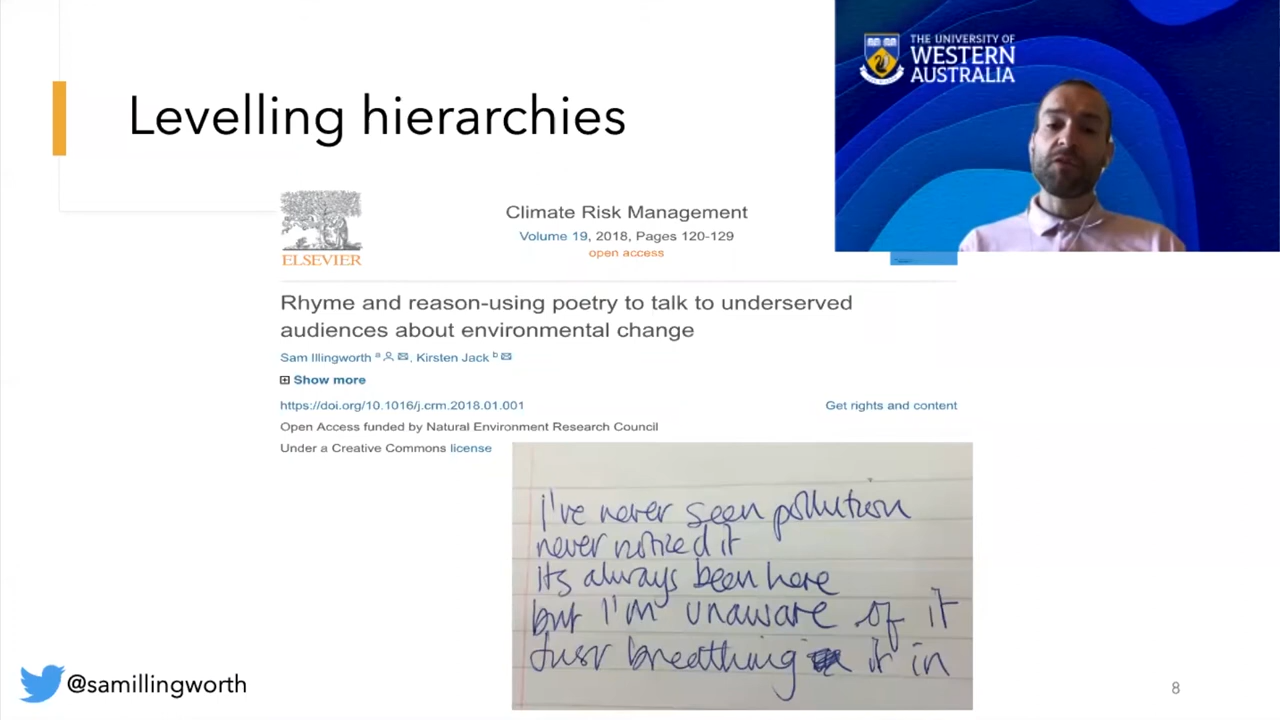 Levelling hierarchies
THE UNIVERSITY OF
WESTERN
AUSTRALIA
ELSEVIER
Climate Risk Management
Volume 19, 2018, Pages 120-129
open access
Rhyme and reason-using poetry to talk to underserved
audiences about environmental change
Sam Illingworth a, Kirsten Jack b
Show more
https://doi.org/10.1016/j.crm.2018.01.001
Get rights and content
Open Access funded by Natural Environment Research Council
Under a Creative Commons license
I've never seen pollution
never noticed it
its always been here
but I'm unaware of it
Just breathing it in
@samillingworth
8